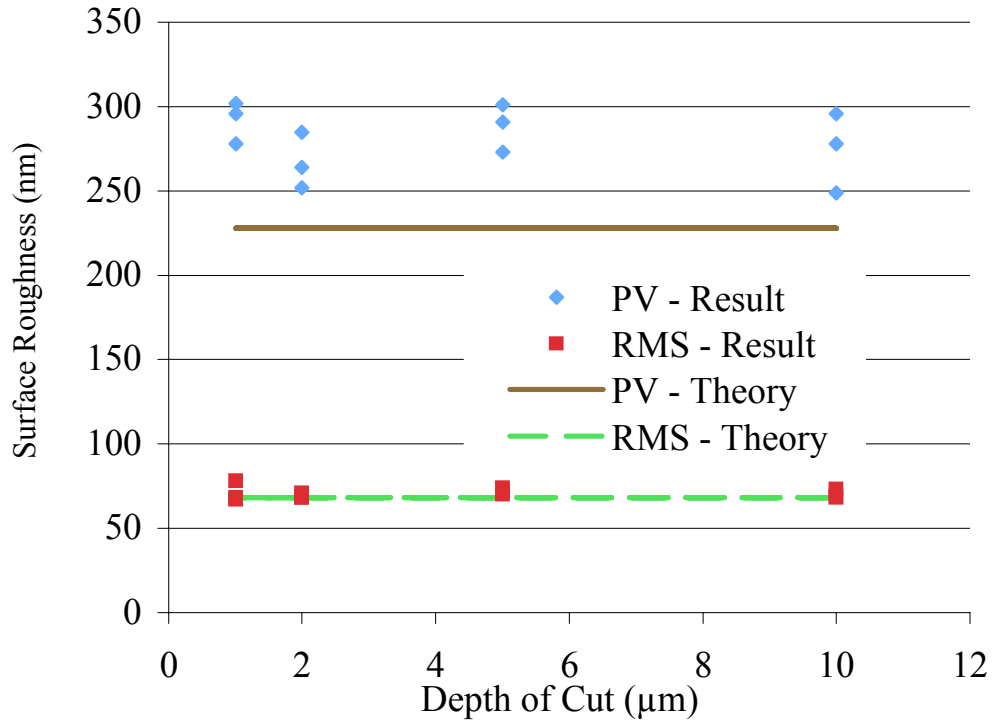 350
300
250
200
150
100
50
0
Surface Roughness (nm)
PV - Result
RMS - Result
PV - Theory
RMS - Theory
0 2 4 6 8 10 12
Depth of Cut (µm)